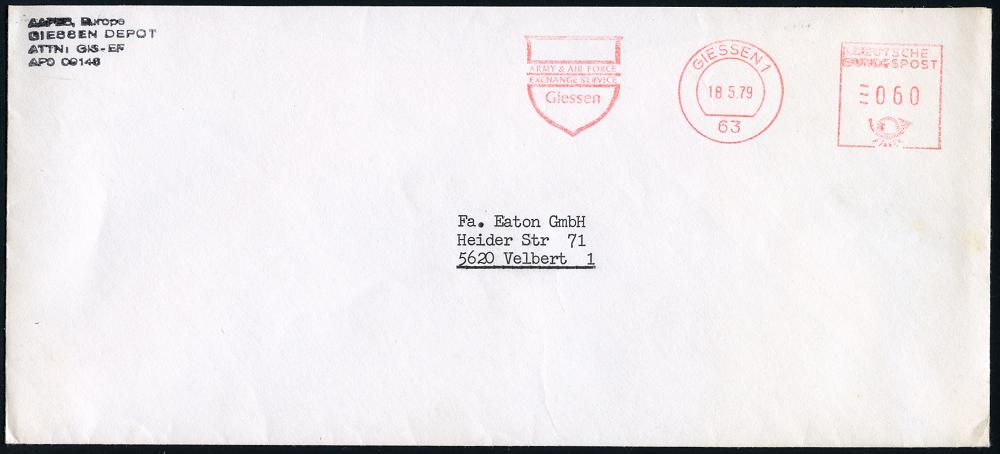 AAFES, Europe
GIESSEN DEPOT
ATTN: GIS-EF
APO 09146
ARMY & AIR FORCE
EXCHANGE SERVICE
Giessen
GIESSEN 1
18.5.79
63
DEUTSCHE
BUNDESPOST
060
Fa. Eaton GmbH
Heider Str 71
5620 Velbert 1